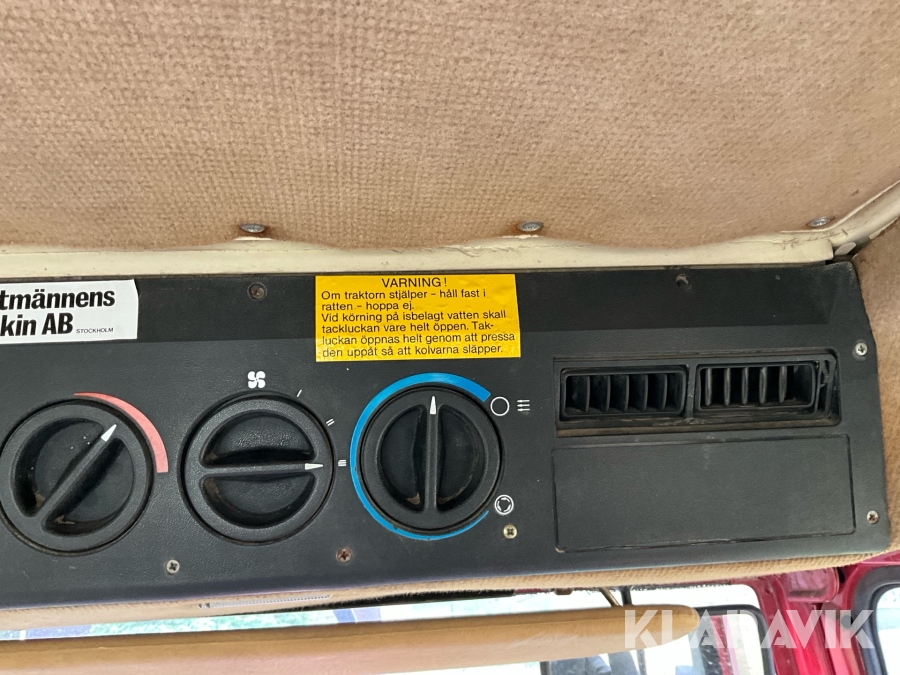 tmännens
kin AB STOCKHOLM
VARNING!
Om traktorn stjälper – håll fast i
ratten – hoppa ej.
Vid körning på isbelagt vatten skall
tackluckan vare helt öppen. Tak-
luckan öppnas helt genom att pressa
den uppåt så att kolvarna släpper.
KLARAVIK